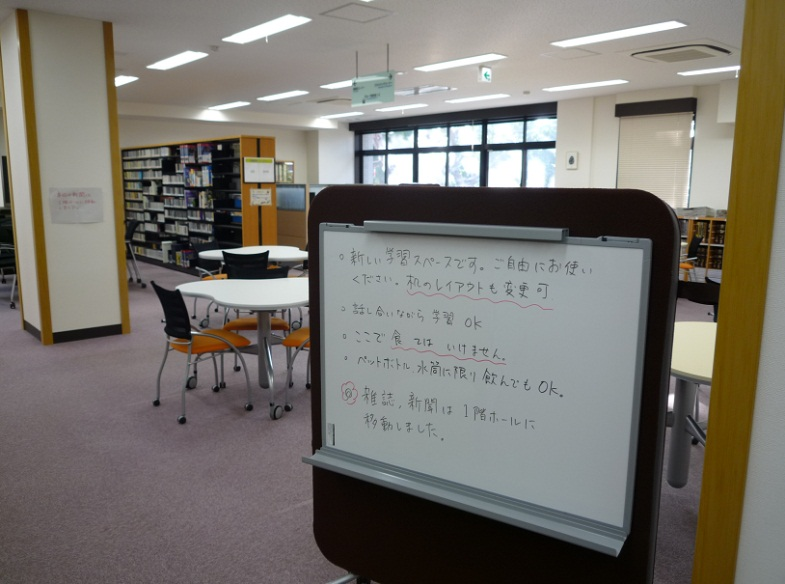 ○ 新しい学習スペースです。ご自由にお使い
ください。机のレイアウトも変更可
○ 話し合いながら学習 OK
○ ここで食べてはいけません。
○ ペットボトル、水筒に限り飲んでもOK。
雑誌、新聞は 1階ホールに
移動しました。